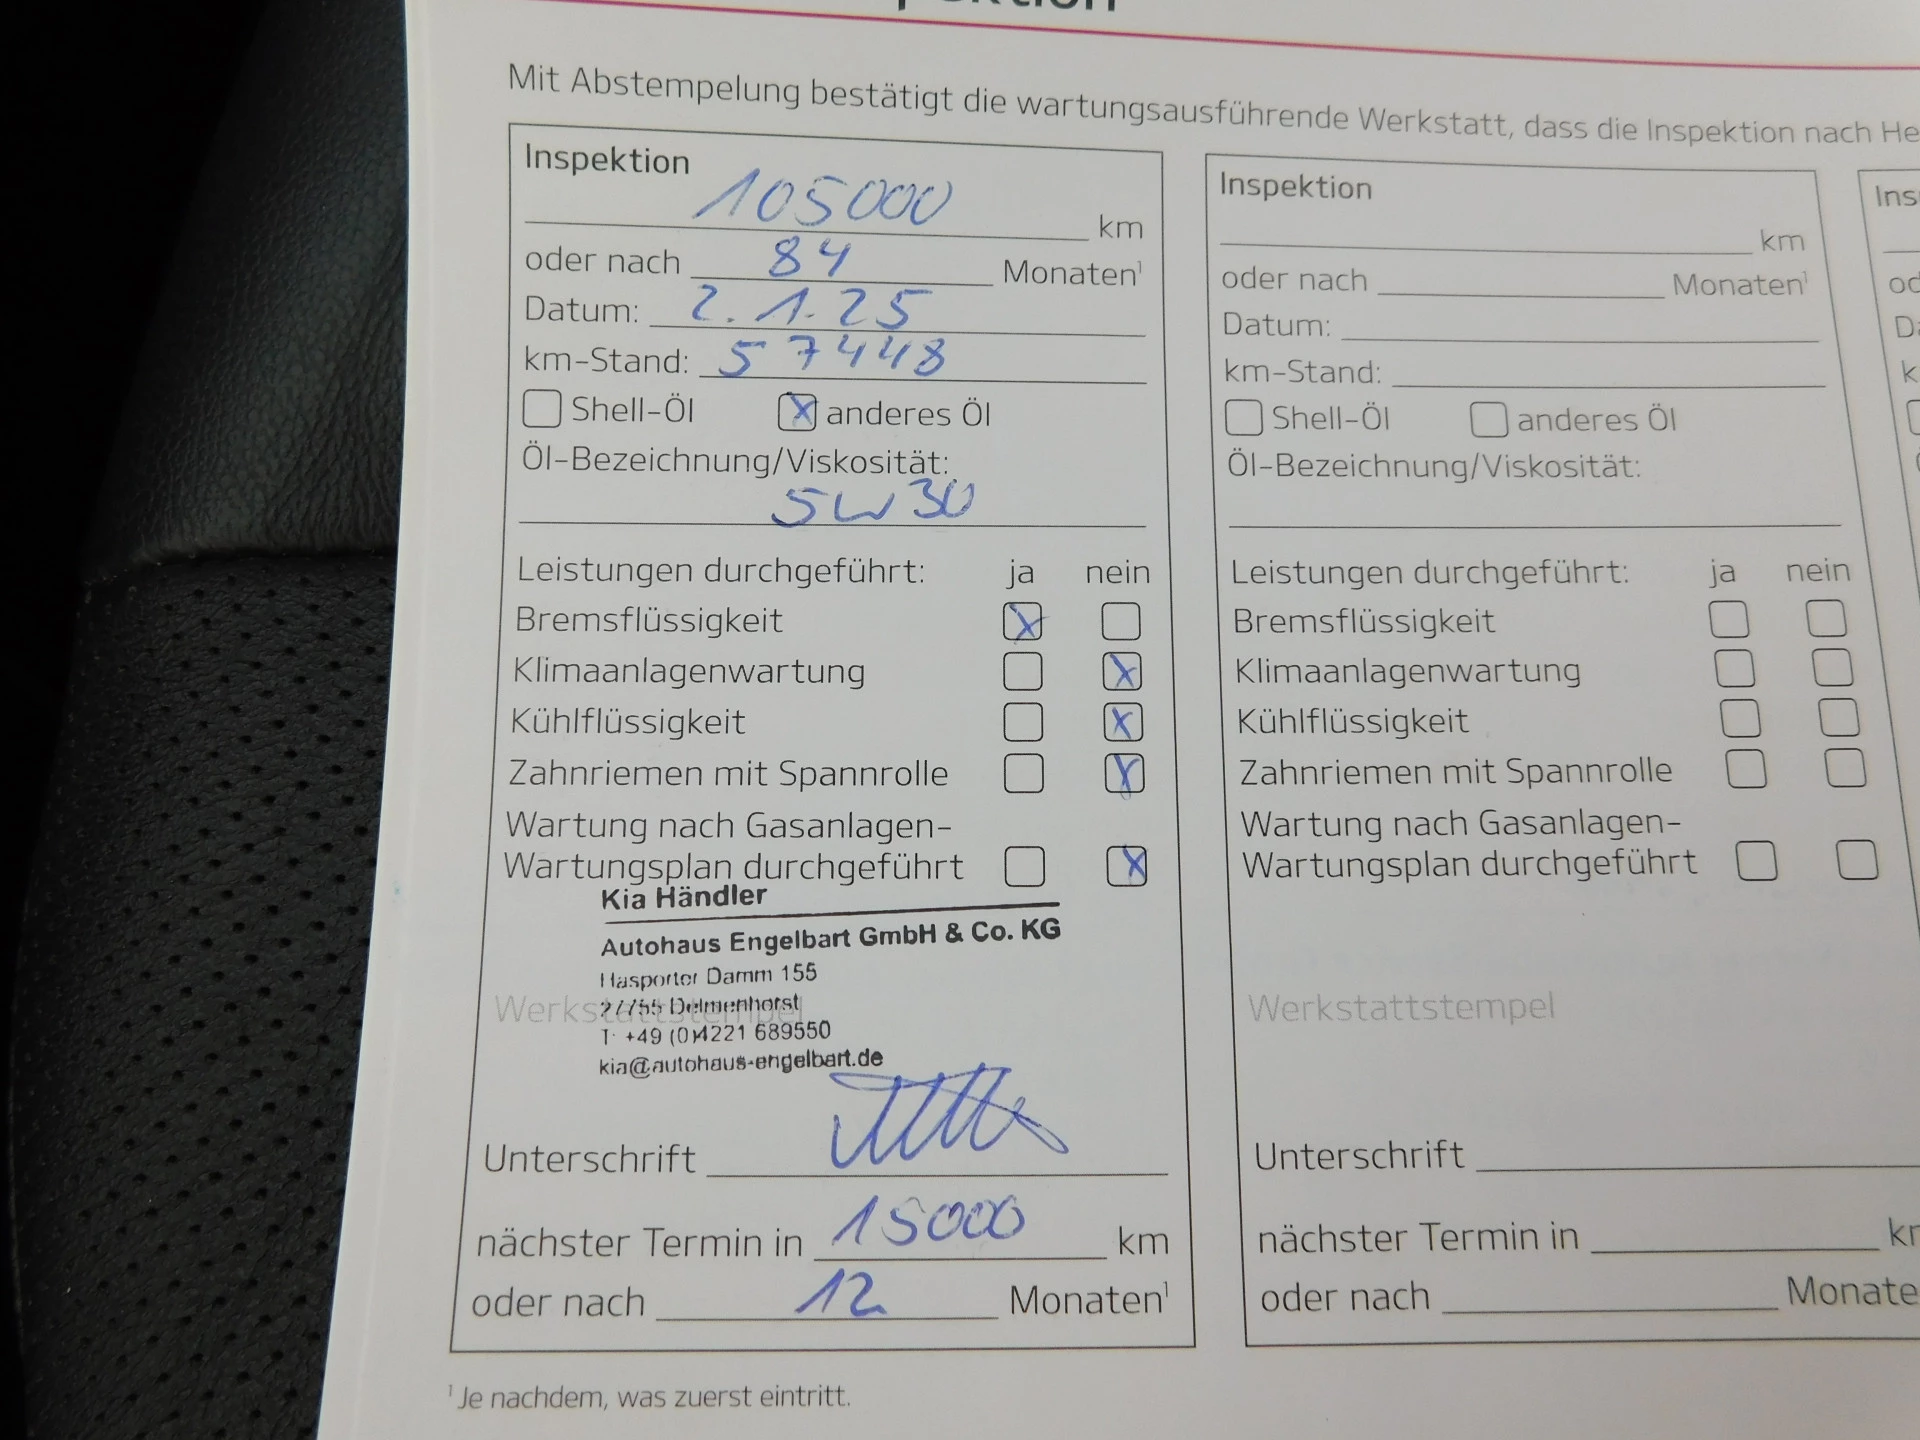 Mit Abstempelung bestätigt die wartungsausführende Werkstatt, dass die Inspektion nach He
Inspektion
105000 km
oder nach 84 Monaten¹
Datum: 2.1.25
km-Stand: 57448
Shell-Öl X anderes Öl
Öl-Bezeichnung/Viskosität:
5W30
Leistungen durchgeführt: ja nein
Bremsflüssigkeit X
Klimaanlagenwartung X
Kühlflüssigkeit X
Zahnriemen mit Spannrolle X
Wartung nach Gasanlagen-
Wartungsplan durchgeführt X
Kia Händler
Autohaus Engelbart GmbH & Co. KG
Hasporter Damm 155
27755 Delmenhorst
Werkstattstempel
T: +49 (0)4221 689550
kia@autohaus-engelbart.de
Unterschrift
nächster Termin in 15000 km
oder nach 12 Monaten¹
¹ Je nachdem, was zuerst eintritt.
Inspektion
km
oder nach Monaten¹
Datum:
km-Stand:
Shell-Öl anderes Öl
Öl-Bezeichnung/Viskosität:
Leistungen durchgeführt: ja nein
Bremsflüssigkeit
Klimaanlagenwartung
Kühlflüssigkeit
Zahnriemen mit Spannrolle
Wartung nach Gasanlagen-
Wartungsplan durchgeführt
Werkstattstempel
Unterschrift
nächster Termin in
oder nach Monate
Ins